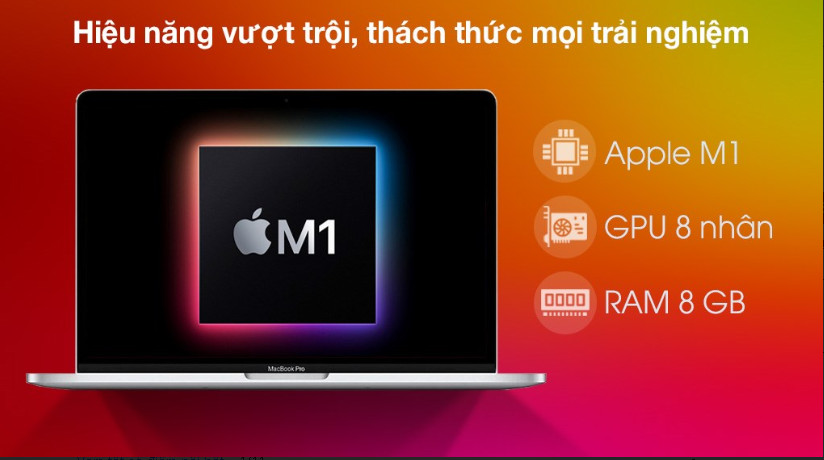 Hiệu năng vượt trội, thách thức mọi trải nghiệm
Apple M1
M1
GPU 8 nhân
RAM 8 GB
MacBook Pro